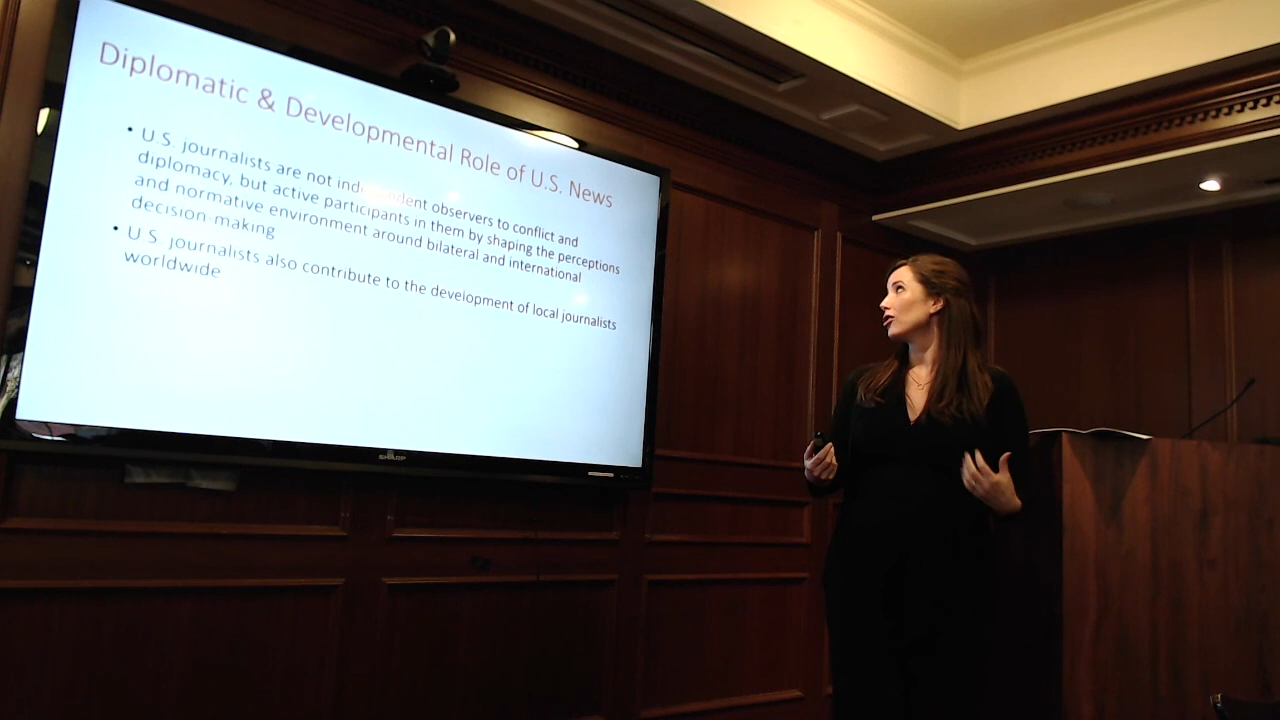 Diplomatic & Developmental Role of U.S. News
• U.S. journalists are not independent observers to conflict and
diplomacy, but active participants in them by shaping the perceptions
and normative environment around bilateral and international
decision-making
• U.S. journalists also contribute to the development of local journalists
worldwide
SHARP